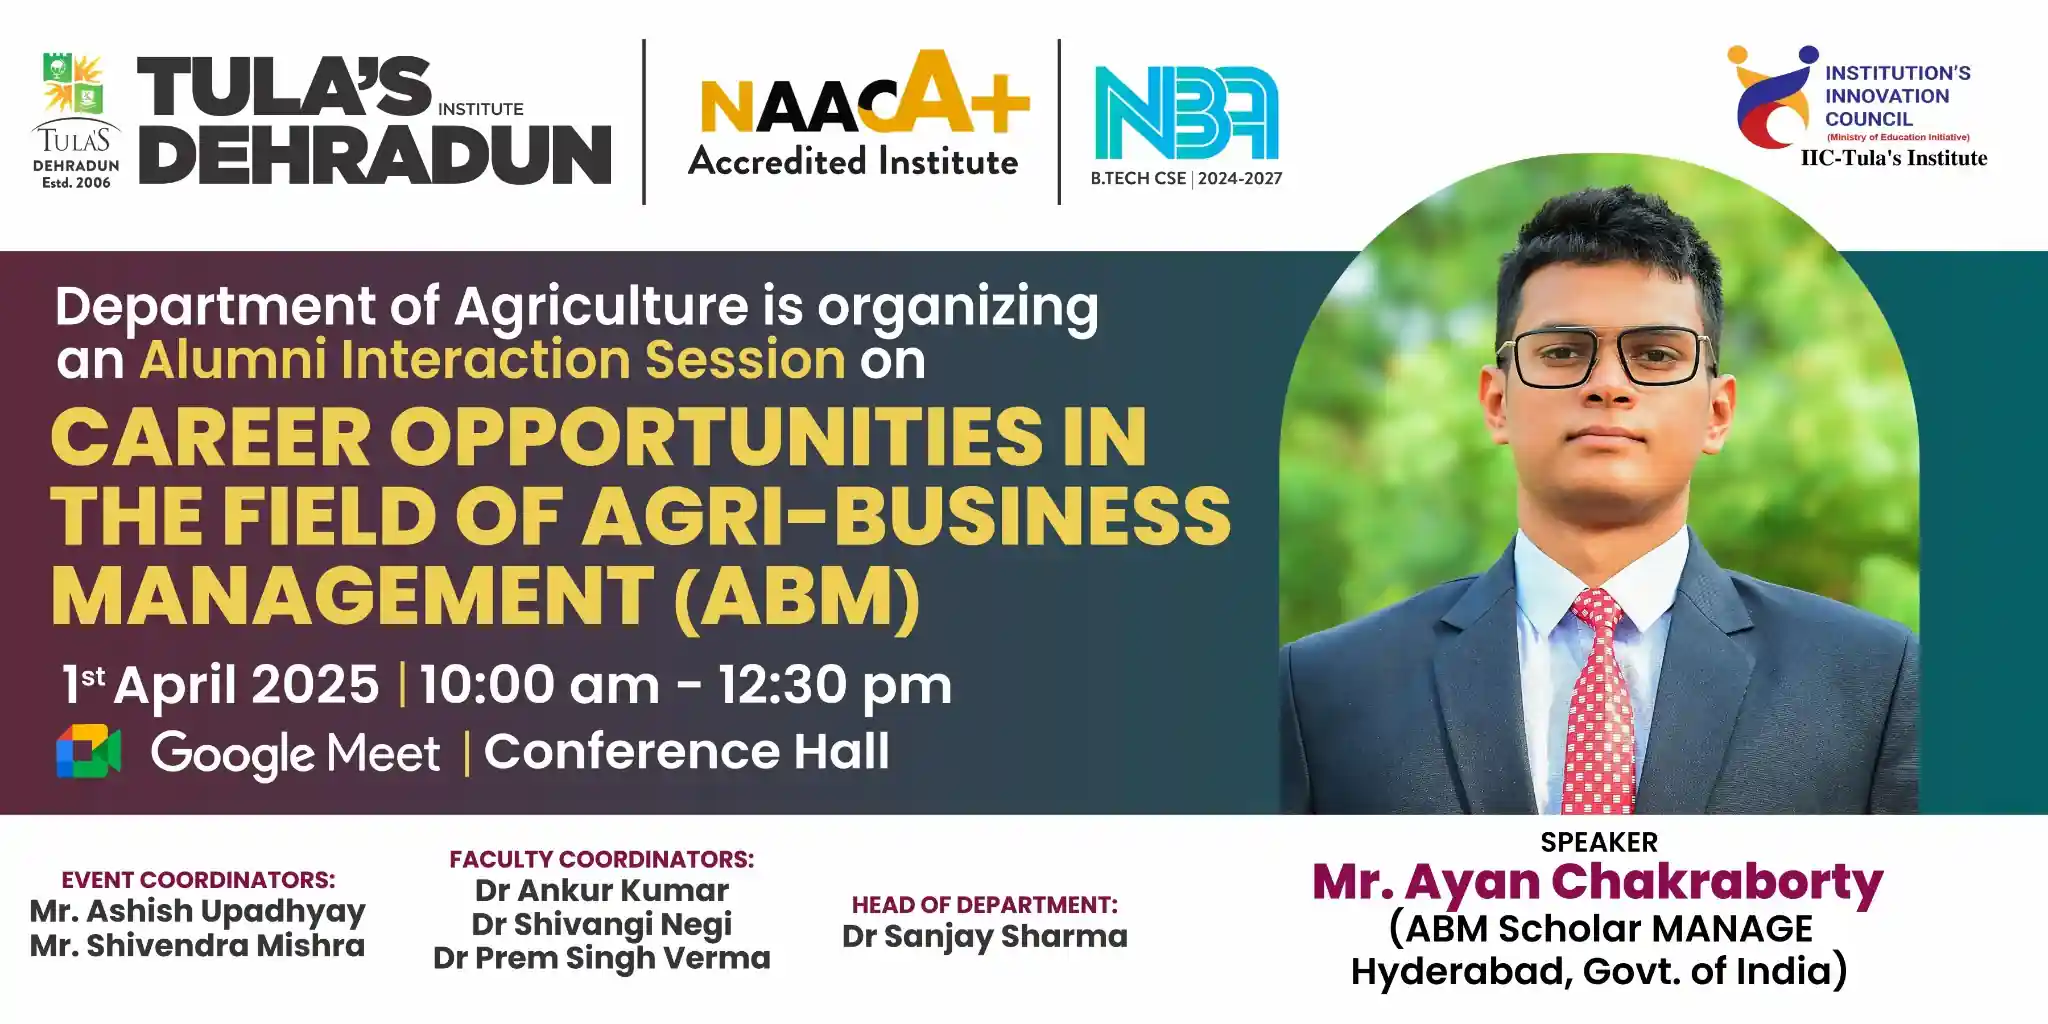 TULA'S
DEHRADUN
Estd. 2006
TULA'S INSTITUTE
DEHRADUN
NAAC A+
Accredited Institute
NBA
B.TECH CSE | 2024-2027
INSTITUTION'S
INNOVATION
COUNCIL
(Ministry of Education Initiative)
IIC-Tula's Institute
Department of Agriculture is organizing
an Alumni Interaction Session on
CAREER OPPORTUNITIES IN
THE FIELD OF AGRI-BUSINESS
MANAGEMENT (ABM)
1st April 2025 | 10:00 am - 12:30 pm
Google Meet | Conference Hall
EVENT COORDINATORS:
Mr. Ashish Upadhyay
Mr. Shivendra Mishra
FACULTY COORDINATORS:
Dr Ankur Kumar
Dr Shivangi Negi
Dr Prem Singh Verma
HEAD OF DEPARTMENT:
Dr Sanjay Sharma
SPEAKER
Mr. Ayan Chakraborty
(ABM Scholar MANAGE
Hyderabad, Govt. of India)